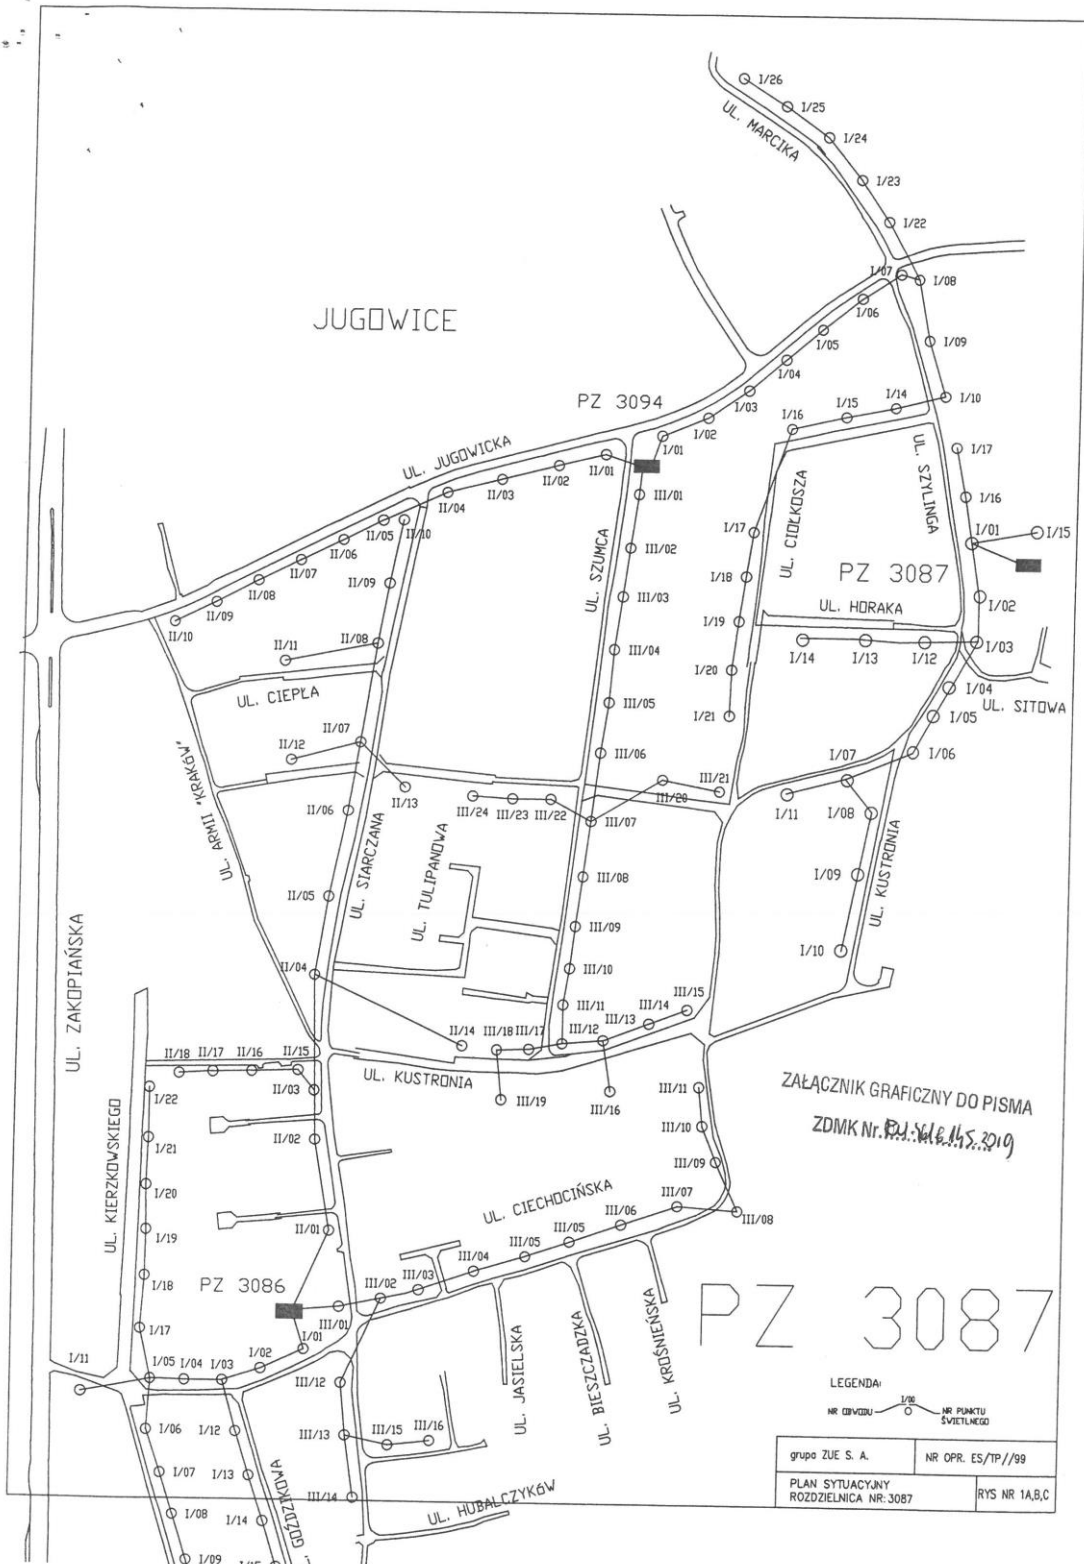 I/26
I/25
I/24
UL. MARCIKA
I/23
I/22
I/07
I/08
I/06
JUGOWICE
I/05
I/09
I/04
PZ 3094
I/03
I/14
I/10
I/15
I/02
I/16
I/01
UL. JUGOWICKA
II/01
I/17
II/02
II/03
III/01
UL. SZYLINGA
II/04
I/16
UL. CIOŁKOSZA
II/05
II/10
I/17
I/01
I/15
II/06
UL. SZUMCA
III/02
II/07
PZ 3087
II/09
I/18
II/08
III/03
I/02
II/09
UL. HORAKA
I/19
II/10
II/08
I/14
I/13
I/12
I/03
II/11
III/04
I/20
UL. CIEPŁA
I/04
III/05
I/21
UL. SITOWA
I/05
II/07
II/12
III/06
I/07
I/06
UL. ARMII "KRAKÓW"
II/13
III/21
III/20
II/06
III/24
III/23
III/22
III/07
I/11
I/08
UL. SIARCZANA
UL. TULIPANOWA
III/08
I/09
UL. KUSTRONIA
II/05
III/09
I/10
UL. ZAKOPIAŃSKA
II/04
III/10
III/11
III/15
III/14
III/13
II/14
III/18
III/17
III/12
II/18
II/17
II/16
II/15
UL. KUSTRONIA
I/22
II/03
III/19
III/16
III/11
ZAŁĄCZNIK GRAFICZNY DO PISMA
ZDMK Nr.
UL. KIERZKOWSKIEGO
I/21
II/02
III/10
III/09
I/20
UL. CIECHOCIŃSKA
III/07
III/08
I/19
II/01
III/06
III/05
III/05
I/18
PZ 3086
III/04
III/03
III/02
PZ 3087
I/17
III/01
I/01
UL. JASIELSKA
UL. BIESZCZADZKA
UL. KROŚNIEŃSKA
I/11
I/05
I/04
I/03
I/02
III/12
LEGENDA:
NR OBWODU
NR PUNKTU
ŚWIETLNEGO
I/06
I/12
III/13
III/15
III/16
grupa ZUE S. A.
NR OPR. ES/TP//99
I/07
I/13
PLAN SYTUACYJNY
ROZDZIELNICA NR: 3087
RYS NR 1A,B,C
III/14
UL. HUBALCZYKÓW
I/08
I/14
GOŹDZIKOWA
I/09